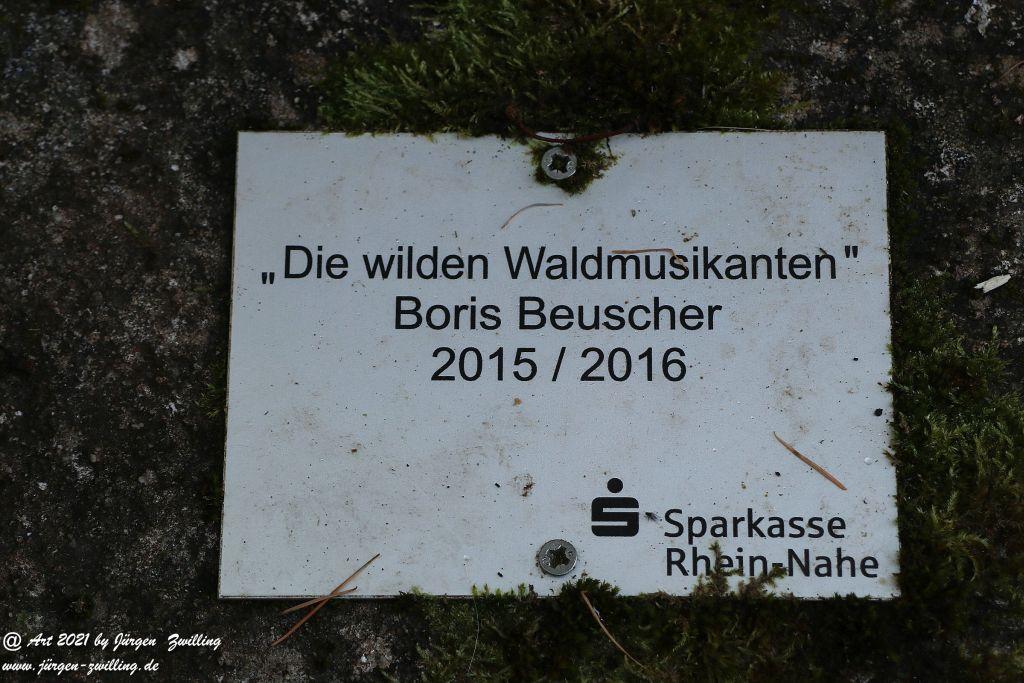 „Die wilden Waldmusikanten"
Boris Beuscher
2015 / 2016
Sparkasse
Rhein-Nahe
@ Art 2021 by Jürgen Zwilling
www.jürgen-zwilling.de